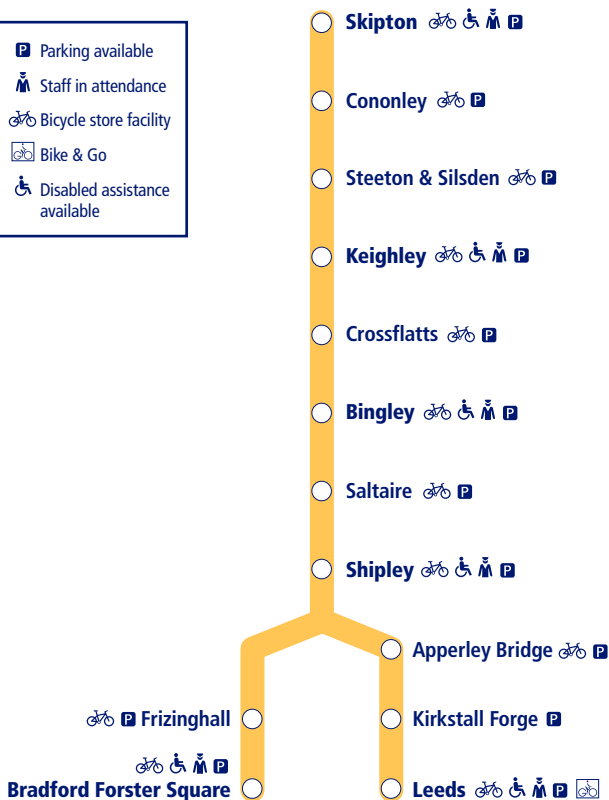 P Parking available
Staff in attendance
Bicycle store facility
Bike & Go
Disabled assistance
available
Skipton P
Cononley P
Steeton & Silsden P
Keighley P
Crossflatts P
Bingley P
Saltaire P
Shipley P
Apperley Bridge P
P Frizinghall
Kirkstall Forge P
P
Bradford Forster Square
Leeds P